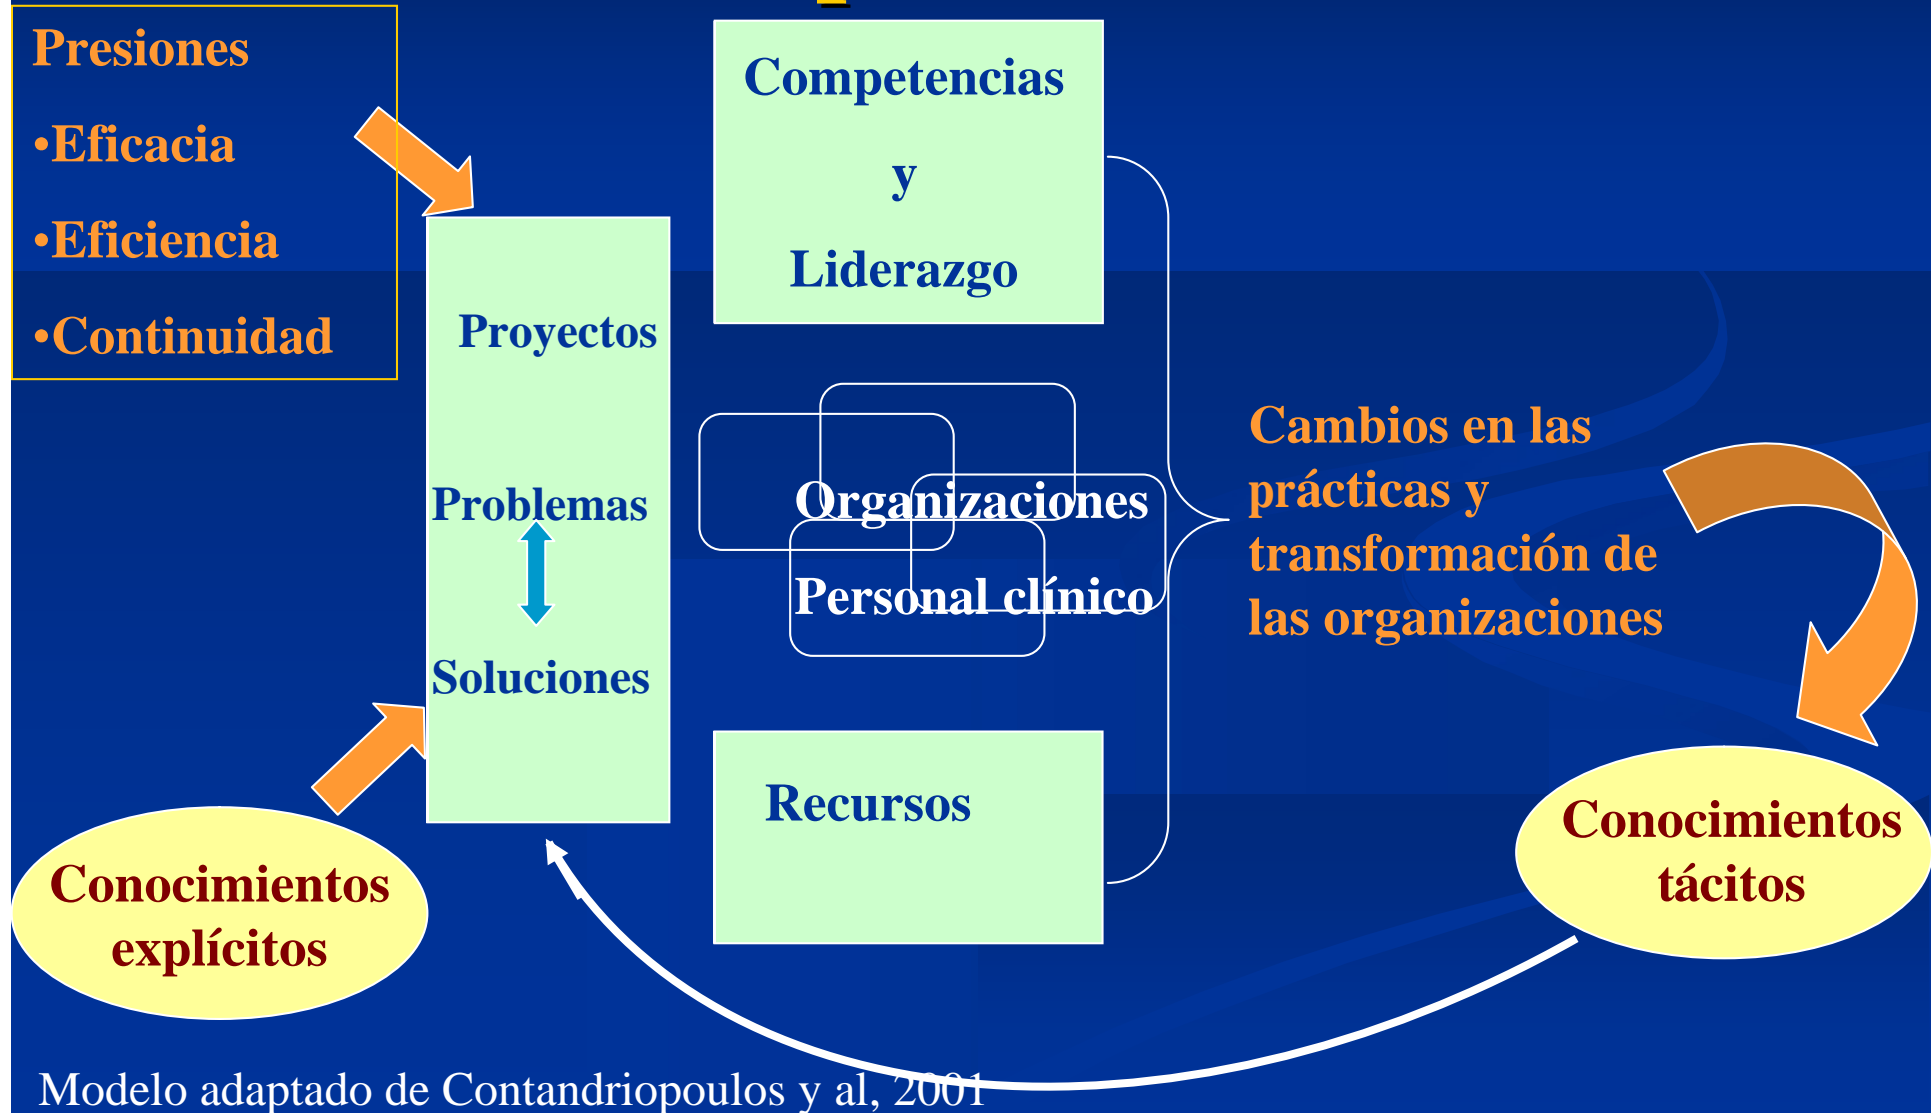 Presiones
•Eficacia
•Eficiencia
•Continuidad
Competencias
y
Liderazgo
Proyectos
Problemas
Soluciones
Organizaciones
Personal clínico
Recursos
Cambios en las
prácticas y
transformación de
las organizaciones
Conocimientos
explícitos
Conocimientos
tácitos
Modelo adaptado de Contandriopoulos y al, 2001